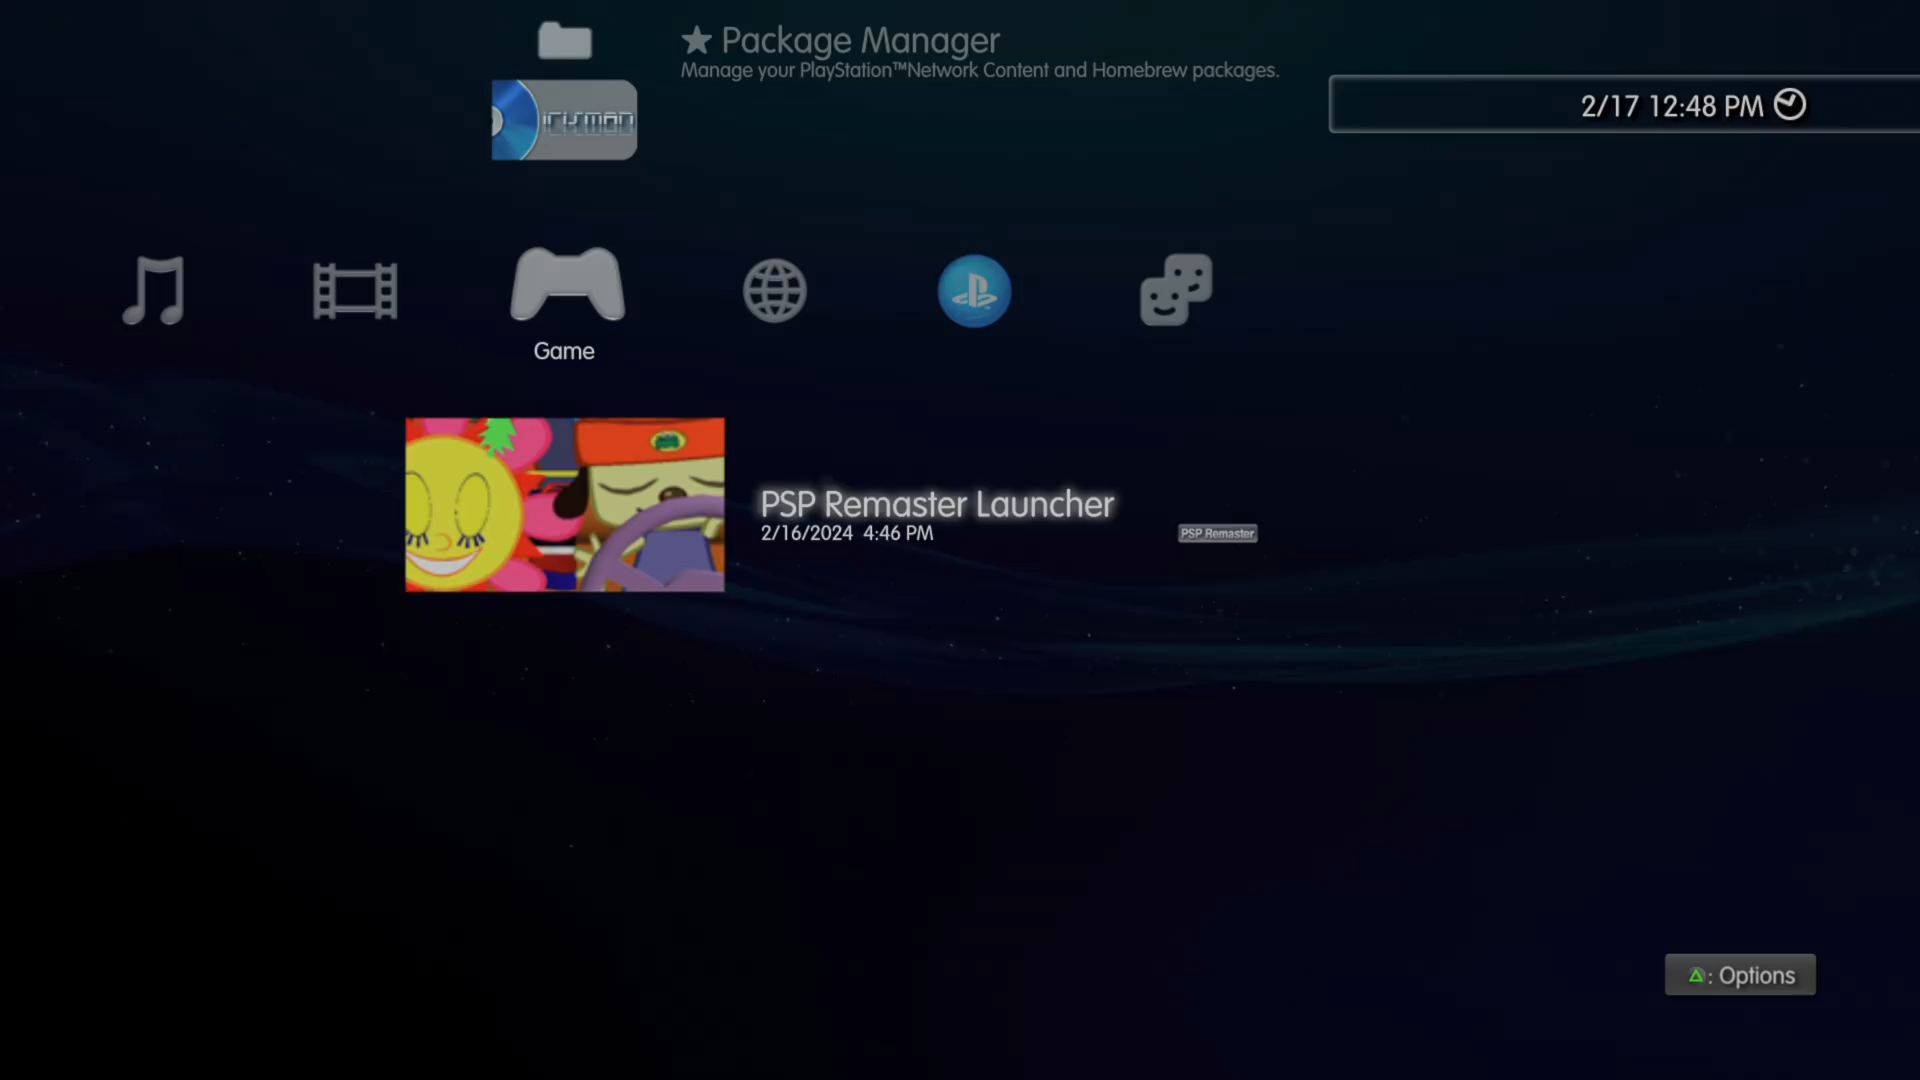 ★ Package Manager
Manage your PlayStation™Network Content and Homebrew packages.
2/17 12:48 PM
Game
PSP Remaster Launcher
2/16/2024 4:46 PM
PSP Remaster
△: Options